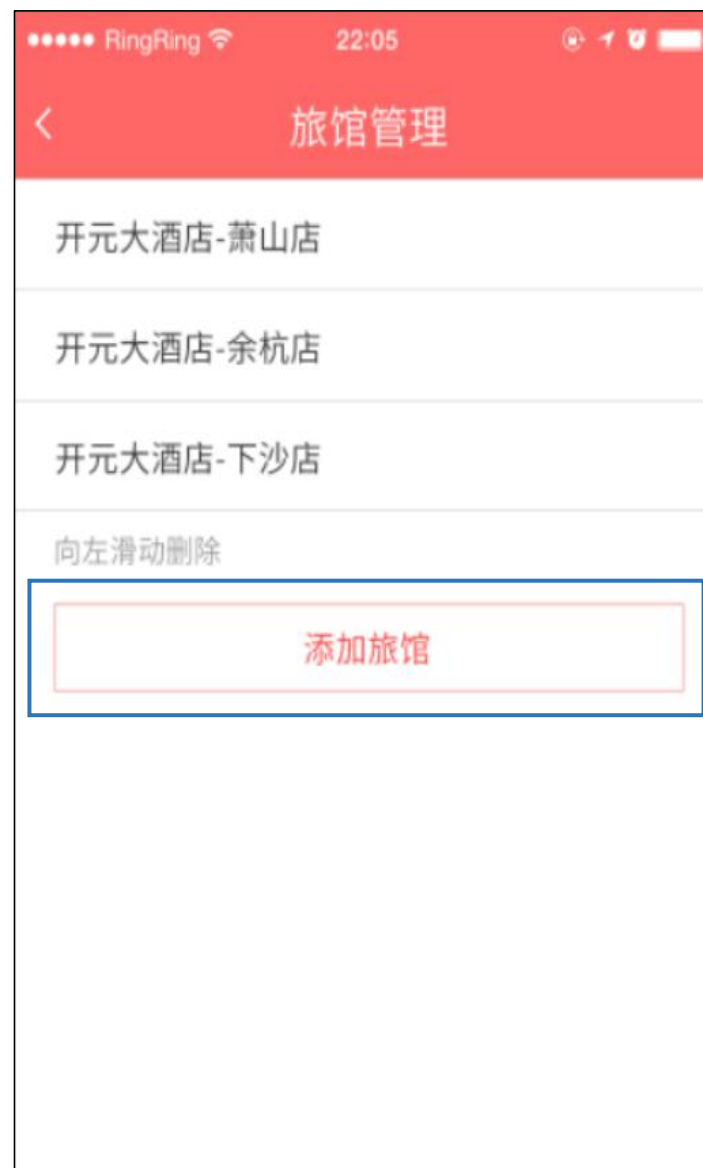 RingRing 22:05
旅馆管理
开元大酒店-萧山店
开元大酒店-余杭店
开元大酒店-下沙店
向左滑动删除
添加旅馆